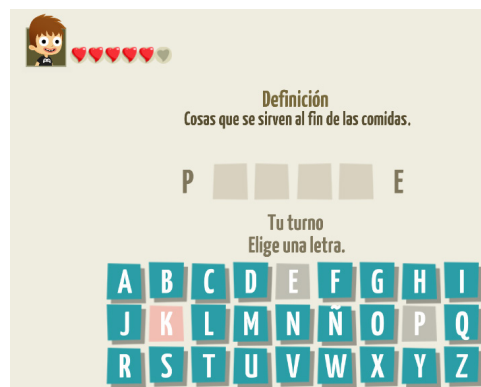 Definición
Cosas que se sirven al fin de las comidas.
P E
Tu turno
Elige una letra.
A B C D E F G H I
J K L M N Ñ O P Q
R S T U V W X Y Z